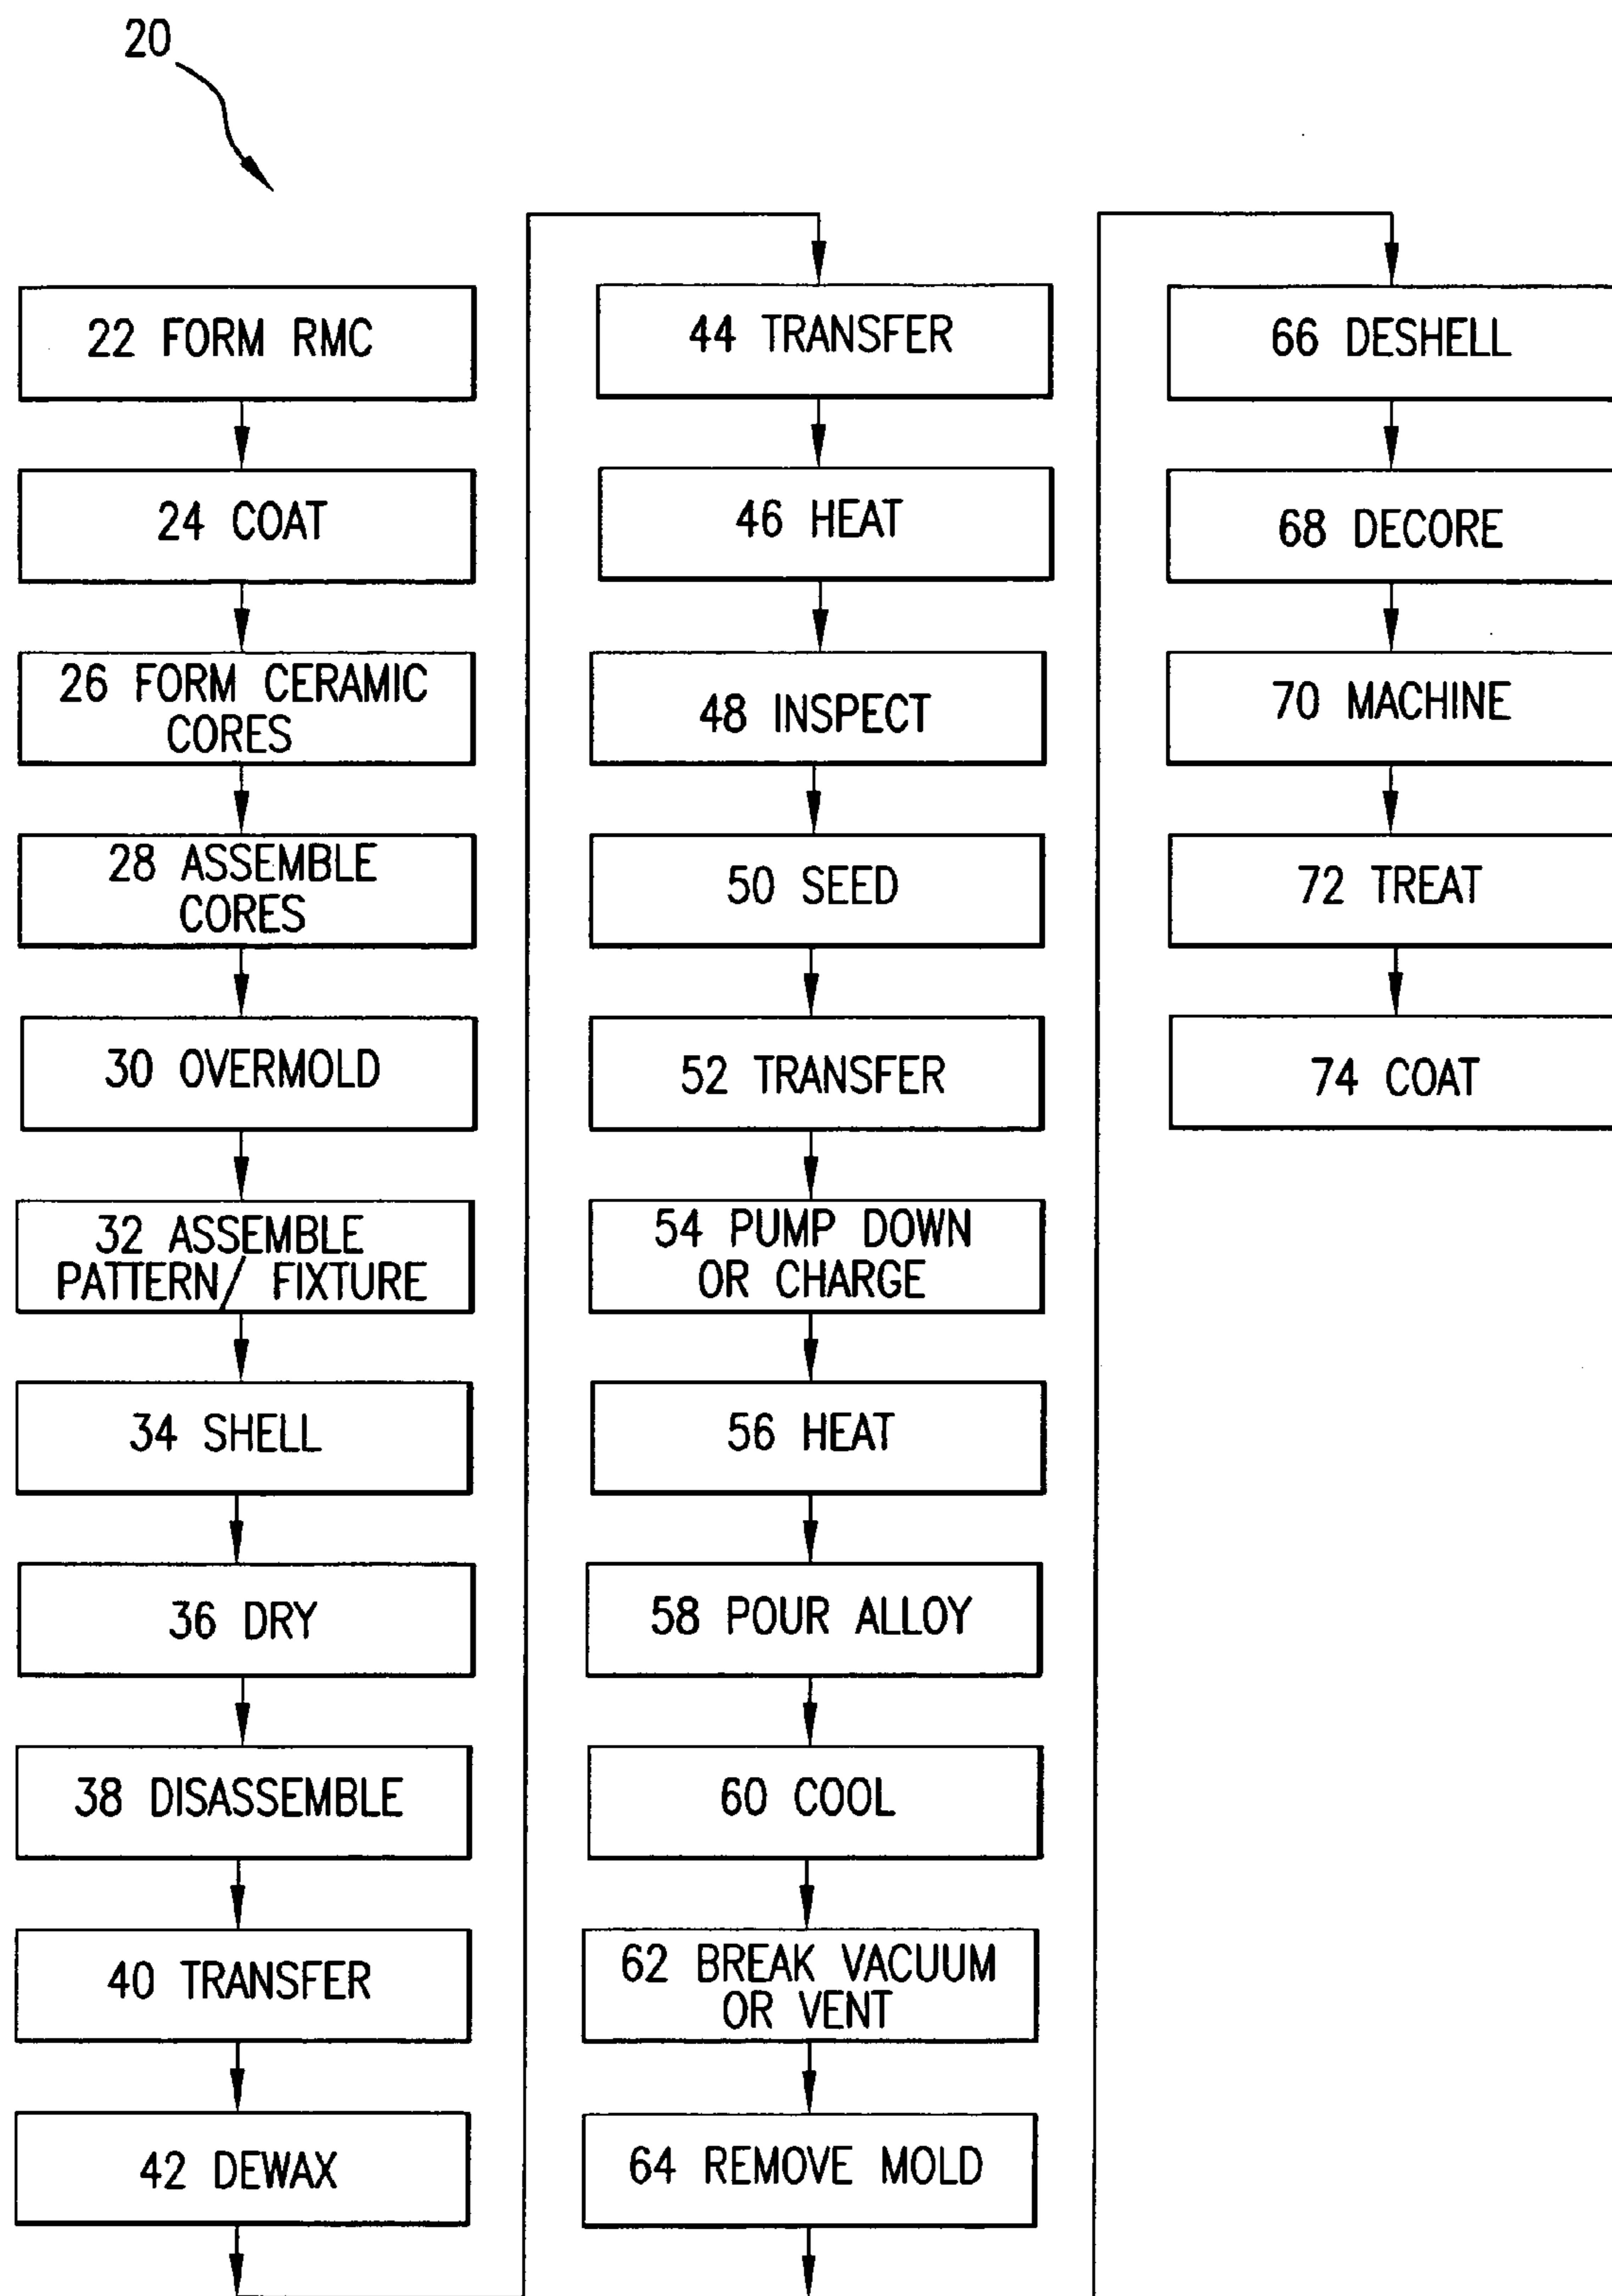 20
22 FORM RMC
24 COAT
26 FORM CERAMIC
CORES
28 ASSEMBLE
CORES
30 OVERMOLD
32 ASSEMBLE
PATTERN/ FIXTURE
34 SHELL
36 DRY
38 DISASSEMBLE
40 TRANSFER
42 DEWAX
44 TRANSFER
46 HEAT
48 INSPECT
50 SEED
52 TRANSFER
54 PUMP DOWN
OR CHARGE
56 HEAT
58 POUR ALLOY
60 COOL
62 BREAK VACUUM
OR VENT
64 REMOVE MOLD
66 DESHELL
68 DECORE
70 MACHINE
72 TREAT
74 COAT